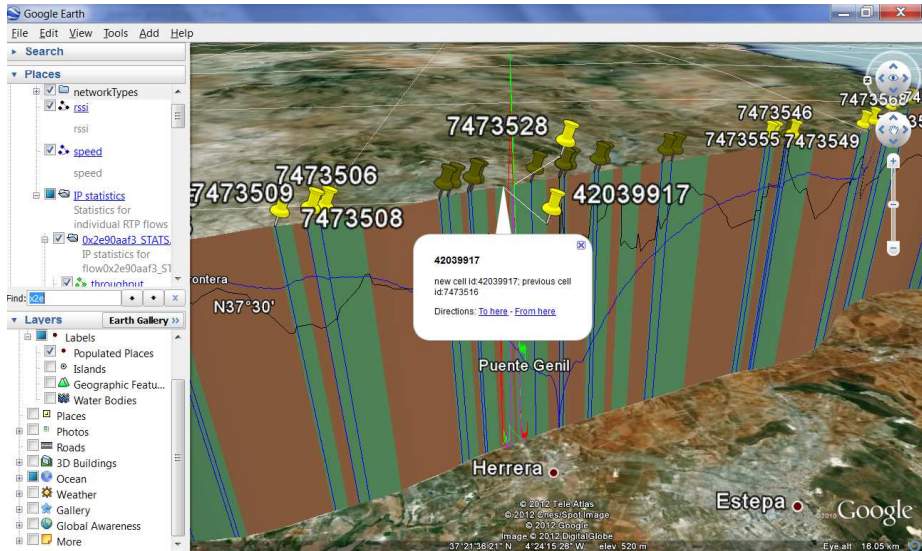 Google Earth
File Edit View Tools Add Help
Search
Places
networkTypes
rssi
rssi
speed
speed
IP statistics
Statistics for
individual RTP flows
0x2e90aaf3_STATS.
IP statistics for
flow0x2e90aaf3_ST
throughput
Find: x2e
Layers
Earth Gallery >>
Labels
Populated Places
Islands
Geographic Featu...
Water Bodies
Places
Photos
Roads
3D Buildings
Ocean
Weather
Gallery
Global Awareness
More
7473509
7473506
7473508
7473528
42039917
7473546
7473555
7473549
7473568
rontera
N37°30'
42039917
new cell id:42039917; previous cell
id:7473516
Directions: To here - From here
Puente Genil
Herrera
Estepa
© 2012 Tele Atlas
© 2012 Cnes/Spot Image
© 2012 Google
Image © 2012 DigitalGlobe
©2010 Google
37°21'36.21" N 4°24'15.26" W elev 520 m
Eye alt 16.05 km